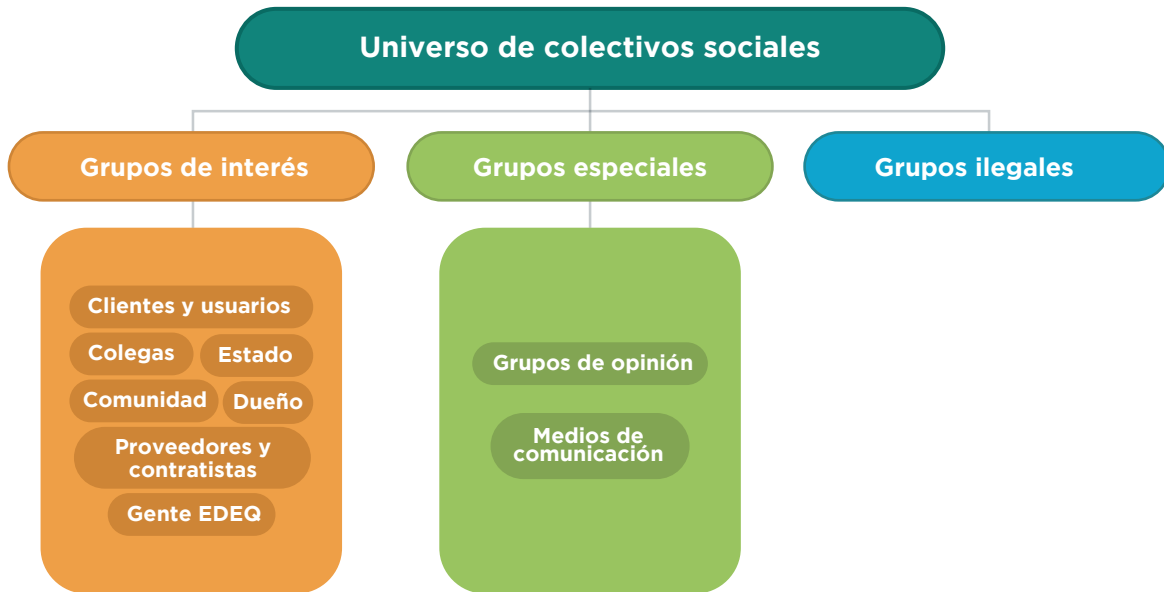 Universo de colectivos sociales
Grupos de interés
Grupos especiales
Grupos ilegales
Clientes y usuarios
Colegas
Estado
Comunidad
Dueño
Proveedores y
contratistas
Gente EDEQ
Grupos de opinión
Medios de
comunicación